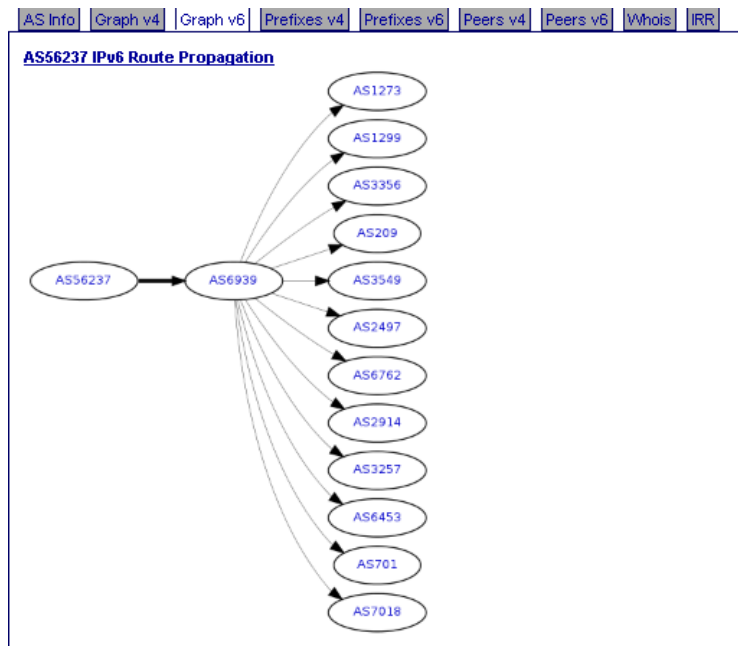 AS Info Graph v4 Graph v6 Prefixes v4 Prefixes v6 Peers v4 Peers v6 Whois IRR
AS56237 IPv6 Route Propagation
AS1273
AS1299
AS3356
AS209
AS56237 AS6939 AS3549
AS2497
AS6762
AS2914
AS3257
AS6453
AS701
AS7018